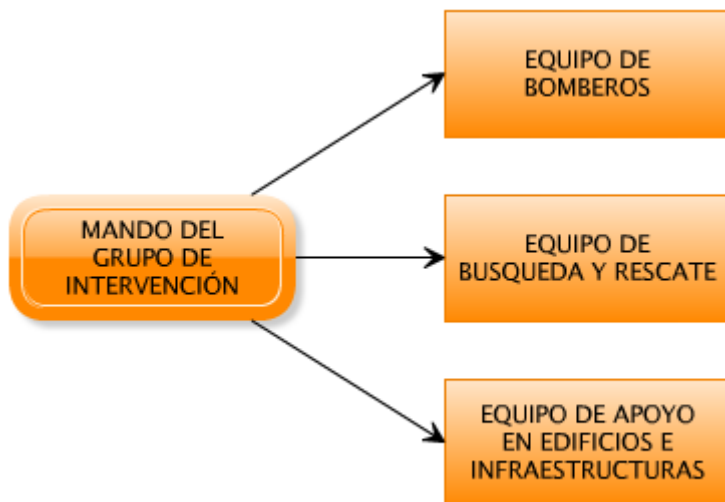 EQUIPO DE
BOMBEROS
MANDO DEL
GRUPO DE
INTERVENCIÓN
EQUIPO DE
BUSQUEDA Y RESCATE
EQUIPO DE APOYO
EN EDIFICIOS E
INFRAESTRUCTURAS